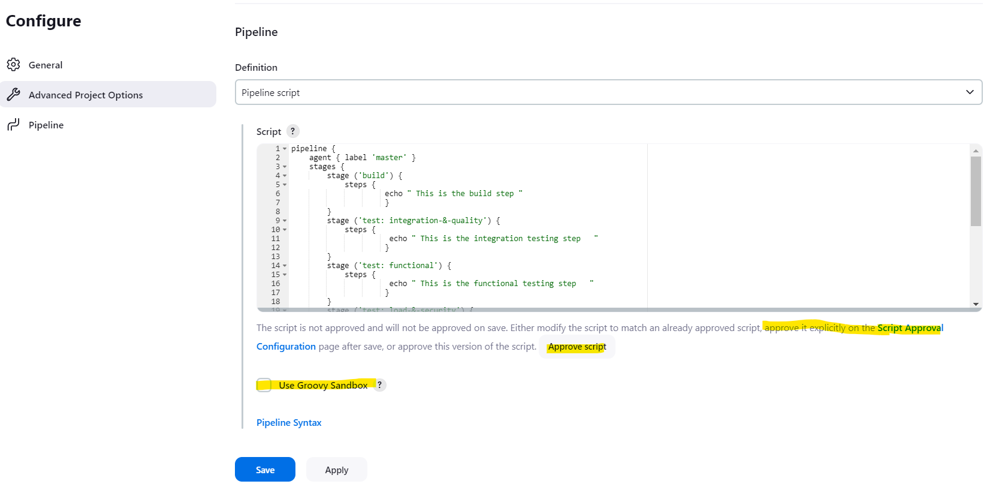 Configure
General
Advanced Project Options
Pipeline
Pipeline
Definition
Pipeline script
Script ?
1 pipeline {
2 agent { label 'master' }
3 stages {
4 stage ('build') {
5 steps {
6 echo " This is the build step "
7 }
8 }
9 stage ('test: integration-&-quality') {
10 steps {
11 echo " This is the integration testing step   "
12 }
13 }
14 stage ('test: functional') {
15 steps {
16 echo " This is the functional testing step   "
17 }
18 }
19 stage ('test: load-&-security') {
The script is not approved and will not be approved on save. Either modify the script to match an already approved script, approve it explicitly on the Script Approval
Configuration page after save, or approve this version of the script. Approve script
Use Groovy Sandbox ?
Pipeline Syntax
Save Apply